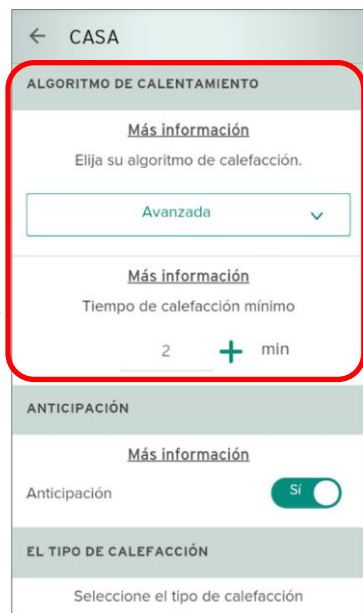 ← CASA
ALGORITMO DE CALENTAMIENTO
Más información
Elija su algoritmo de calefacción.
Avanzada
Más información
Tiempo de calefacción mínimo
2 + min
ANTICIPACIÓN
Más información
Anticipación Sí
EL TIPO DE CALEFACCIÓN
Seleccione el tipo de calefacción